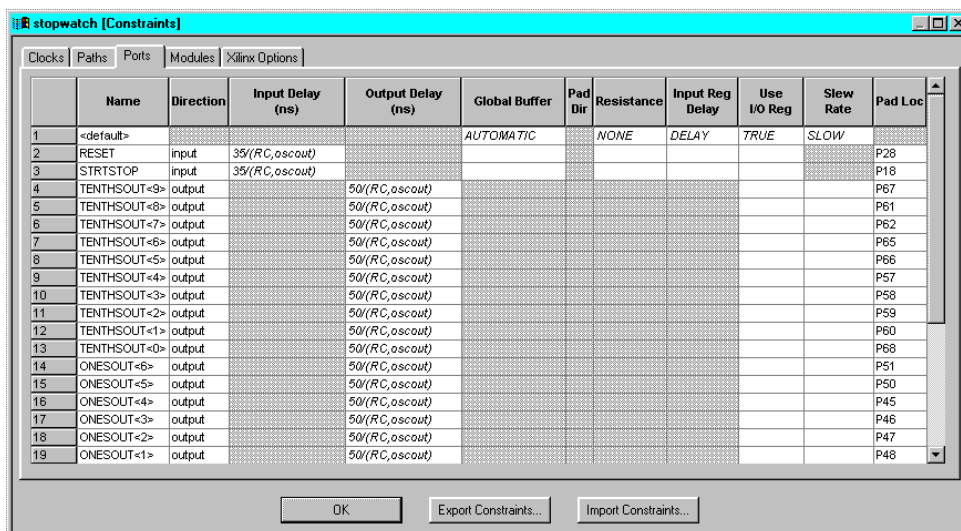 stopwatch [Constraints]
Clocks Paths Ports Modules Xilinx Options
Name Direction Input Delay (ns) Output Delay (ns) Global Buffer Pad Dir Resistance Input Reg Delay Use I/O Reg Slew Rate Pad Loc
1 <default> AUTOMATIC NONE DELAY TRUE SLOW
2 RESET input 35/(RC,oscout) P28
3 STRTSTOP input 35/(RC,oscout) P18
4 TENTHSOUT<9> output 50/(RC,oscout) P67
5 TENTHSOUT<8> output 50/(RC,oscout) P61
6 TENTHSOUT<7> output 50/(RC,oscout) P62
7 TENTHSOUT<6> output 50/(RC,oscout) P65
8 TENTHSOUT<5> output 50/(RC,oscout) P66
9 TENTHSOUT<4> output 50/(RC,oscout) P57
10 TENTHSOUT<3> output 50/(RC,oscout) P58
11 TENTHSOUT<2> output 50/(RC,oscout) P59
12 TENTHSOUT<1> output 50/(RC,oscout) P60
13 TENTHSOUT<0> output 50/(RC,oscout) P68
14 ONESOUT<6> output 50/(RC,oscout) P51
15 ONESOUT<5> output 50/(RC,oscout) P50
16 ONESOUT<4> output 50/(RC,oscout) P45
17 ONESOUT<3> output 50/(RC,oscout) P46
18 ONESOUT<2> output 50/(RC,oscout) P47
19 ONESOUT<1> output 50/(RC,oscout) P48
OK Export Constraints... Import Constraints...